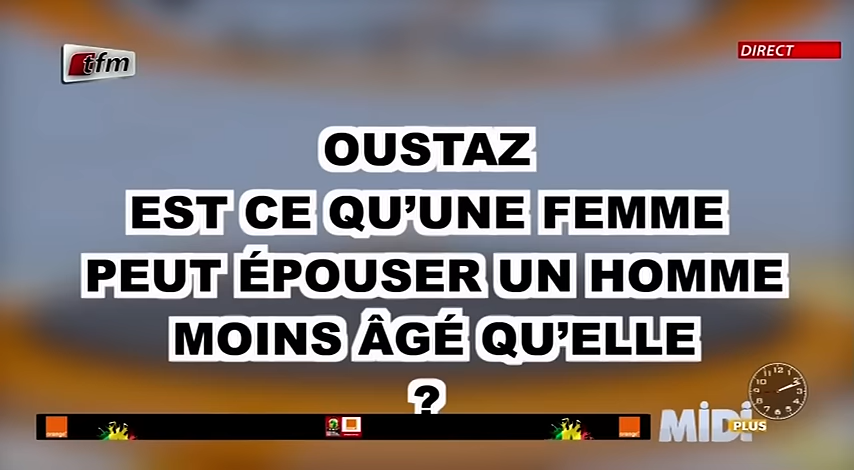 tfm
DIRECT
OUSTAZ
EST CE QU'UNE FEMME
PEUT ÉPOUSER UN HOMME
MOINS ÂGÉ QU'ELLE
?
MiDi
PLUS